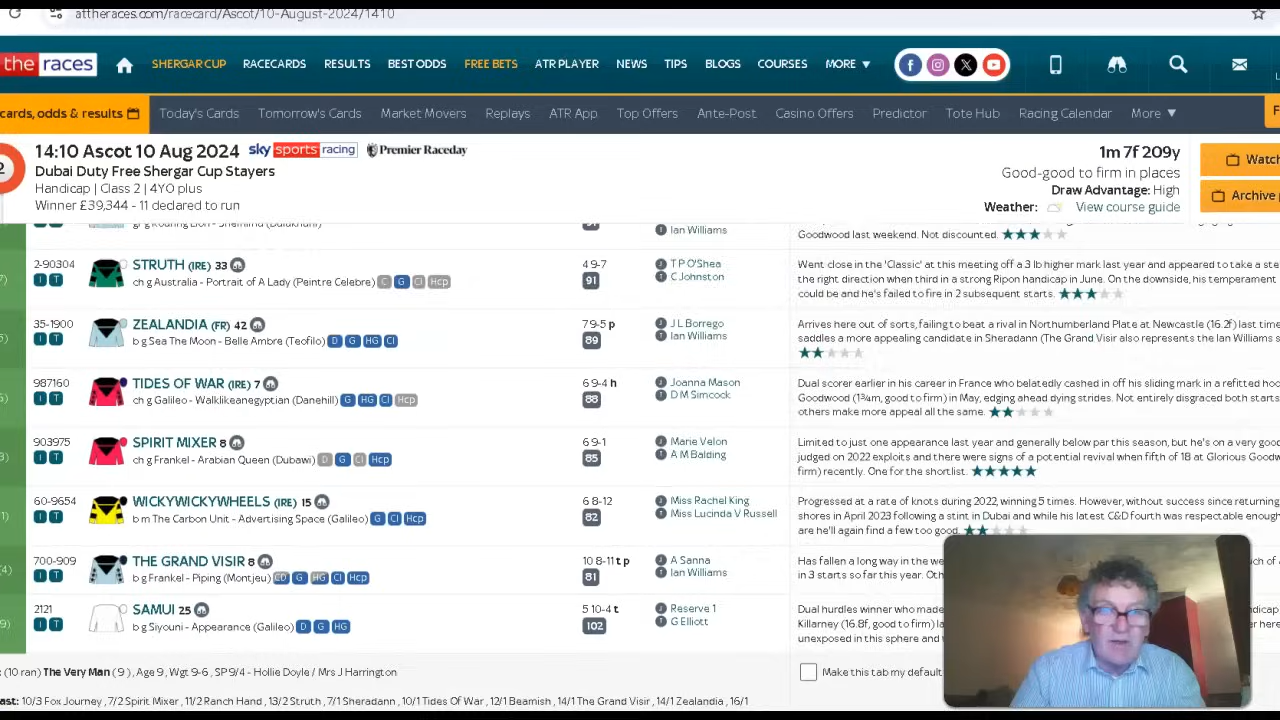 attheraces.com/racecard/Ascot/10-August-2024/1410
the races SHERGAR CUP RACECARDS RESULTS BEST ODDS FREE BETS ATR PLAYER NEWS TIPS BLOGS COURSES MORE ▼
cards, odds & results Today's Cards Tomorrow's Cards Market Movers Replays ATR App Top Offers Ante-Post Casino Offers Predictor Tote Hub Racing Calendar More ▼
14:10 Ascot 10 Aug 2024 sky sports racing Premier Raceday
Dubai Duty Free Shergar Cup Stayers
Handicap | Class 2 | 4YO plus
Winner £39,344 - 11 declared to run
1m 7f 209y
Good-good to firm in places
Draw Advantage: High
Weather: View course guide
Watch
Archive
Ian Williams
Goodwood last weekend. Not discounted.
2-90304 STRUTH (IRE) 33 4 9-7 T P O'Shea Went close in the 'Classic' at this meeting off a 3 lb higher mark last year and appeared to take a ste
I T ch g Australia - Portrait of A Lady (Peintre Celebre) C G CI Hcp 91 C Johnston the right direction when third in a strong Ripon handicap in June. On the downside, his temperament
could be and he's failed to fire in 2 subsequent starts.
35-1900 ZEALANDIA (FR) 42 7 9-5 p J L Borrego Arrives here out of sorts, failing to beat a rival in Northumberland Plate at Newcastle (16.2f) last tim
I T b g Sea The Moon - Belle Ambre (Teofilo) D G HG CI 89 Ian Williams saddles a more appealing candidate in Sheradann (The Grand Visir also represents the Ian Williams s
987160 TIDES OF WAR (IRE) 7 6 9-4 h Joanna Mason Dual scorer earlier in his career in France who belatedly cashed in off his sliding mark in a refitted hoo
I T ch g Galileo - Walklikeanegyptian (Danehill) G HG CI Hcp 88 D M Simcock Goodwood (1¾m, good to firm) in May, edging ahead dying strides. Not entirely disgraced both starts
others make more appeal all the same.
903975 SPIRIT MIXER 8 6 9-1 Marie Velon Limited to just one appearance last year and generally below par this season, but he's on a very goo
I T ch g Frankel - Arabian Queen (Dubawi) D G CI Hcp 85 A M Balding judged on 2022 exploits and there were signs of a potential revival when fifth of 18 at Glorious Goodw
firm) recently. One for the shortlist.
60-9654 WICKYWICKYWHEELS (IRE) 15 6 8-12 Miss Rachel King Progressed at a rate of knots during 2022, winning 5 times. However, without success since returning
I T b m The Carbon Unit - Advertising Space (Galileo) G CI Hcp 82 Miss Lucinda V Russell shores in April 2023 following a stint in Dubai and while his latest C&D fourth was respectable enough
are he'll again find a few too good.
700-909 THE GRAND VISIR 8 10 8-11 t p A Sanna Has fallen a long way in the we
I T b g Frankel - Piping (Montjeu) CD G HG CI Hcp 81 Ian Williams in 3 starts so far this year. Oth
2121 SAMUI 25 5 10-4 t Reserve 1 Dual hurdles winner who made
I T b g Siyouni - Appearance (Galileo) D G HG 102 G Elliott Killarney (16.8f, good to firm) la
unexposed in this sphere and
(10 ran) The Very Man ( 9 ) , Age 9 , Wgt 9-6 , SP 9/4 - Hollie Doyle / Mrs J Harrington Make this tab my default
ast: 10/3 Fox Journey , 7/2 Spirit Mixer , 11/2 Ranch Hand , 13/2 Struth , 7/1 Sheradann , 10/1 Tides Of War , 12/1 Beamish , 14/1 The Grand Visir , 14/1 Zealandia , 16/1